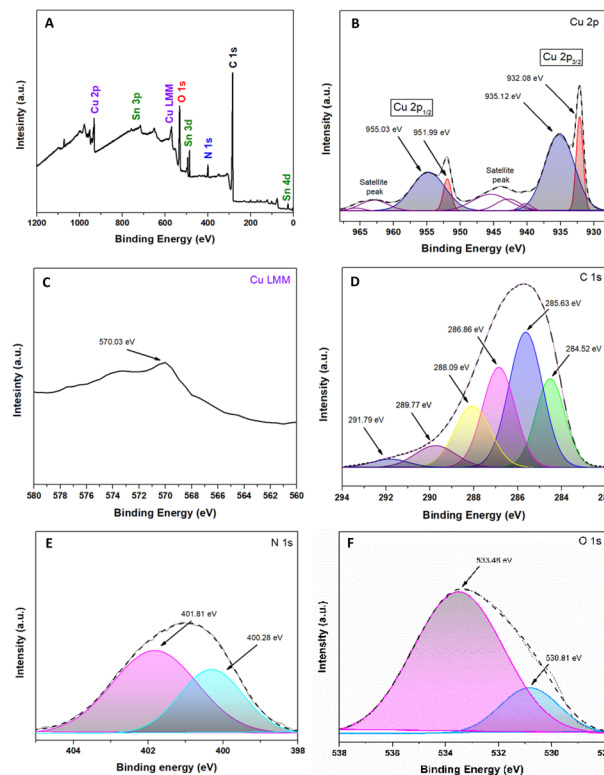 A
C 1s
Cu 2p
Sn 3p
Cu LMM
O 1s
Sn 3d
N 1s
Sn 4d
Intesinty (a.u.)
1200 1000 800 600 400 200 0
Binding Energy (eV)
B
Cu 2p
Cu 2p3/2
932.08 eV
935.12 eV
Cu 2p1/2
955.03 eV
951.99 eV
Satellite
peak
Satellite
peak
Intensity (a.u.)
965 960 955 950 945 940 935 930
Binding Energy (eV)
C
Cu LMM
570.03 eV
Intesinty (a.u.)
580 578 576 574 572 570 568 566 564 562 560
Binding Energy (eV)
D
C 1s
285.63 eV
286.86 eV
284.52 eV
288.09 eV
289.77 eV
291.79 eV
Intensity (a.u.)
294 292 290 288 286 284 282
Binding Energy (eV)
E
N 1s
401.81 eV
400.28 eV
Intensity (a.u.)
404 402 400 398
Binding energy (eV)
F
O 1s
533.48 eV
530.81 eV
Intensity (a.u.)
538 536 534 532 530 528
Binding Energy (eV)